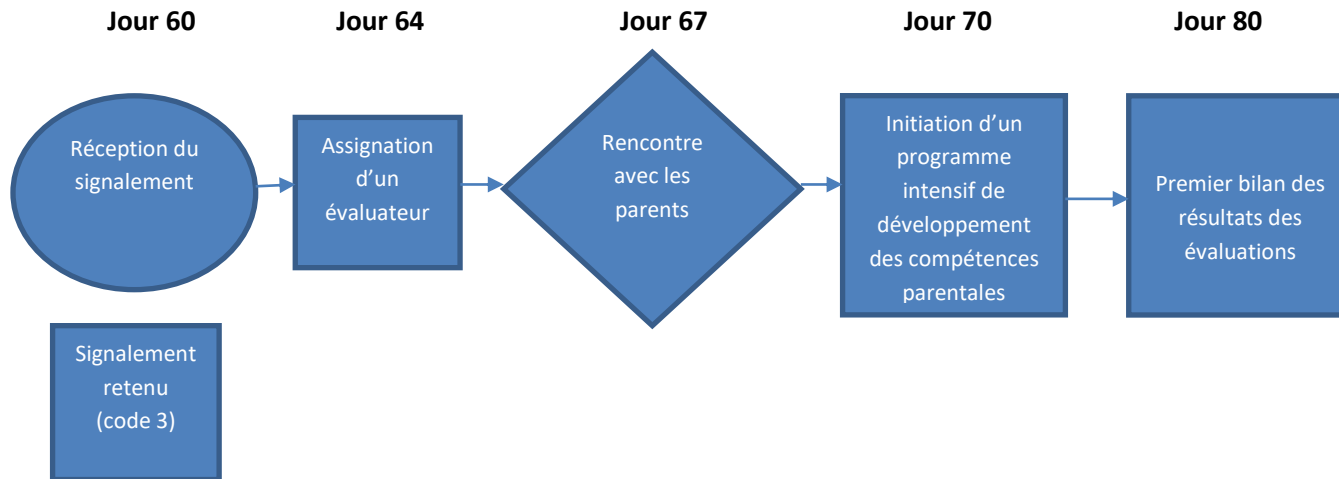 Jour 60
Jour 64
Jour 67
Jour 70
Jour 80
Réception du
signalement
Assignation
d’un
évaluateur
Rencontre
avec les
parents
Initiation d’un
programme
intensif de
développement
des compétences
parentales
Premier bilan des
résultats des
évaluations
Signalement
retenu
(code 3)